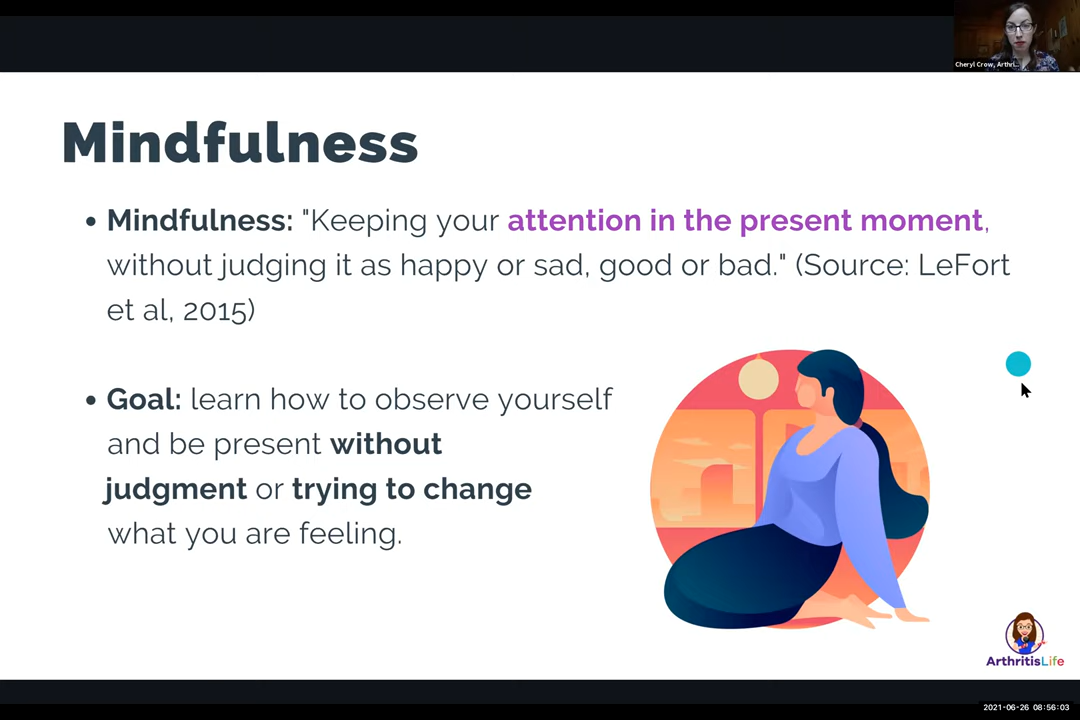 Cheryl Crow, Arthri...
Mindfulness
• Mindfulness: "Keeping your attention in the present moment,
without judging it as happy or sad, good or bad." (Source: LeFort
et al, 2015)
• Goal: learn how to observe yourself
and be present without
judgment or trying to change
what you are feeling.
ArthritisLife
2021-06-26 08:56:03